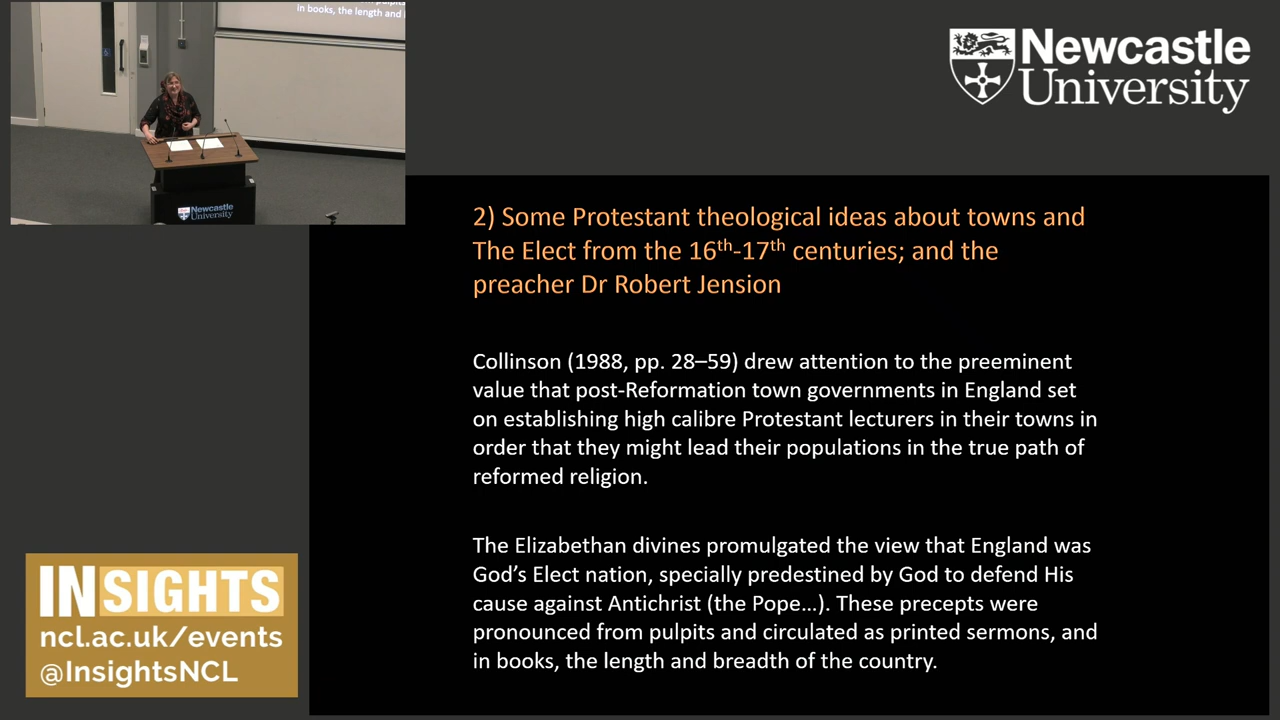 in books, the length and
Newcastle
University
Newcastle
University
2) Some Protestant theological ideas about towns and
The Elect from the 16th-17th centuries; and the
preacher Dr Robert Jension
Collinson (1988, pp. 28–59) drew attention to the preeminent
value that post-Reformation town governments in England set
on establishing high calibre Protestant lecturers in their towns in
order that they might lead their populations in the true path of
reformed religion.
The Elizabethan divines promulgated the view that England was
God’s Elect nation, specially predestined by God to defend His
cause against Antichrist (the Pope…). These precepts were
pronounced from pulpits and circulated as printed sermons, and
in books, the length and breadth of the country.
INSIGHTS
ncl.ac.uk/events
@InsightsNCL